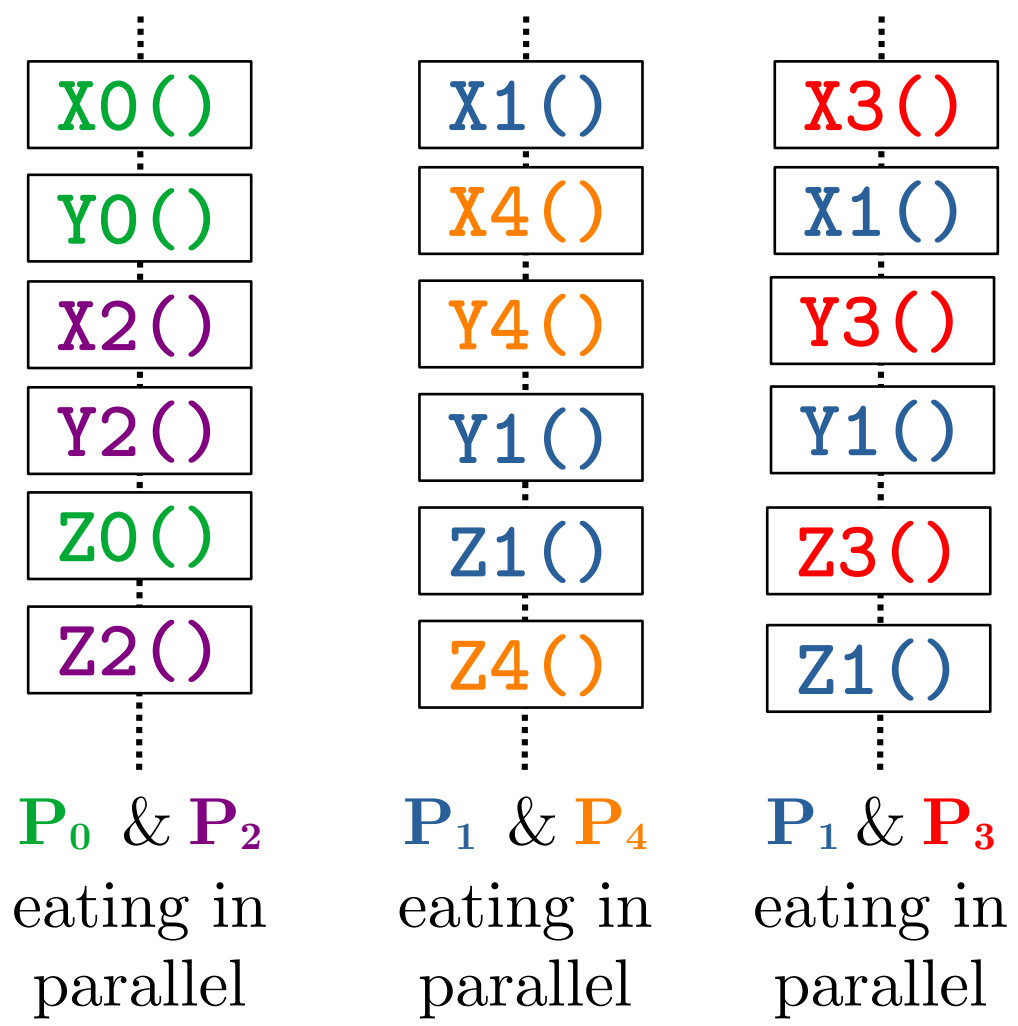 X0()
Y0()
X2()
Y2()
Z0()
Z2()
P₀ & P₂
eating in
parallel
X1()
X4()
Y4()
Y1()
Z1()
Z4()
P₁ & P₄
eating in
parallel
X3()
X1()
Y3()
Y1()
Z3()
Z1()
P₁ & P₃
eating in
parallel